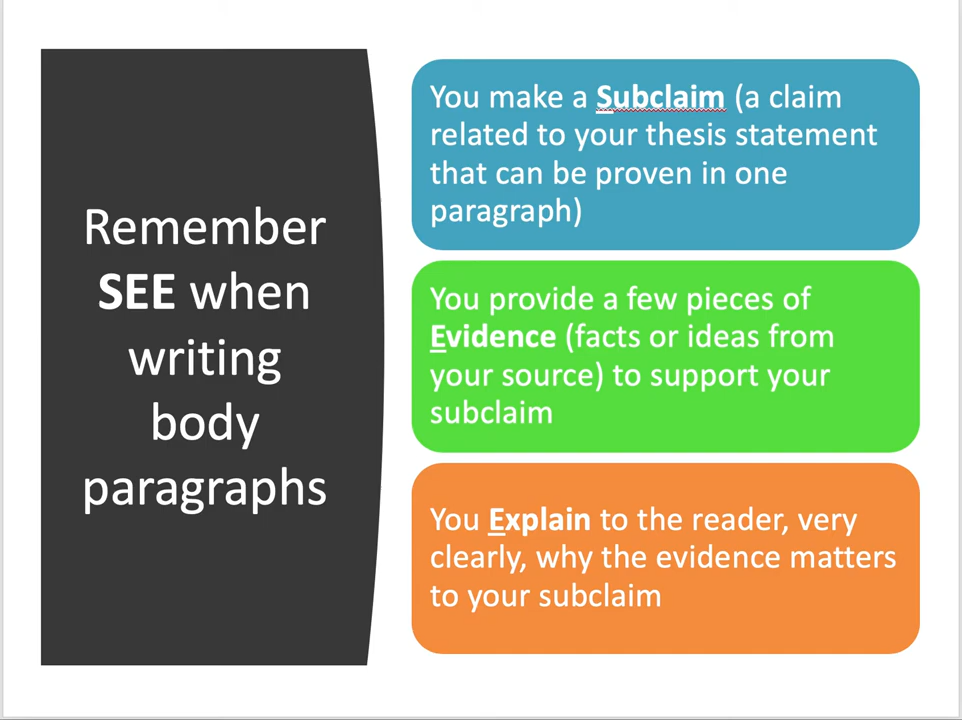 Remember
SEE when
writing
body
paragraphs
You make a Subclaim (a claim
related to your thesis statement
that can be proven in one
paragraph)
You provide a few pieces of
Evidence (facts or ideas from
your source) to support your
subclaim
You Explain to the reader, very
clearly, why the evidence matters
to your subclaim